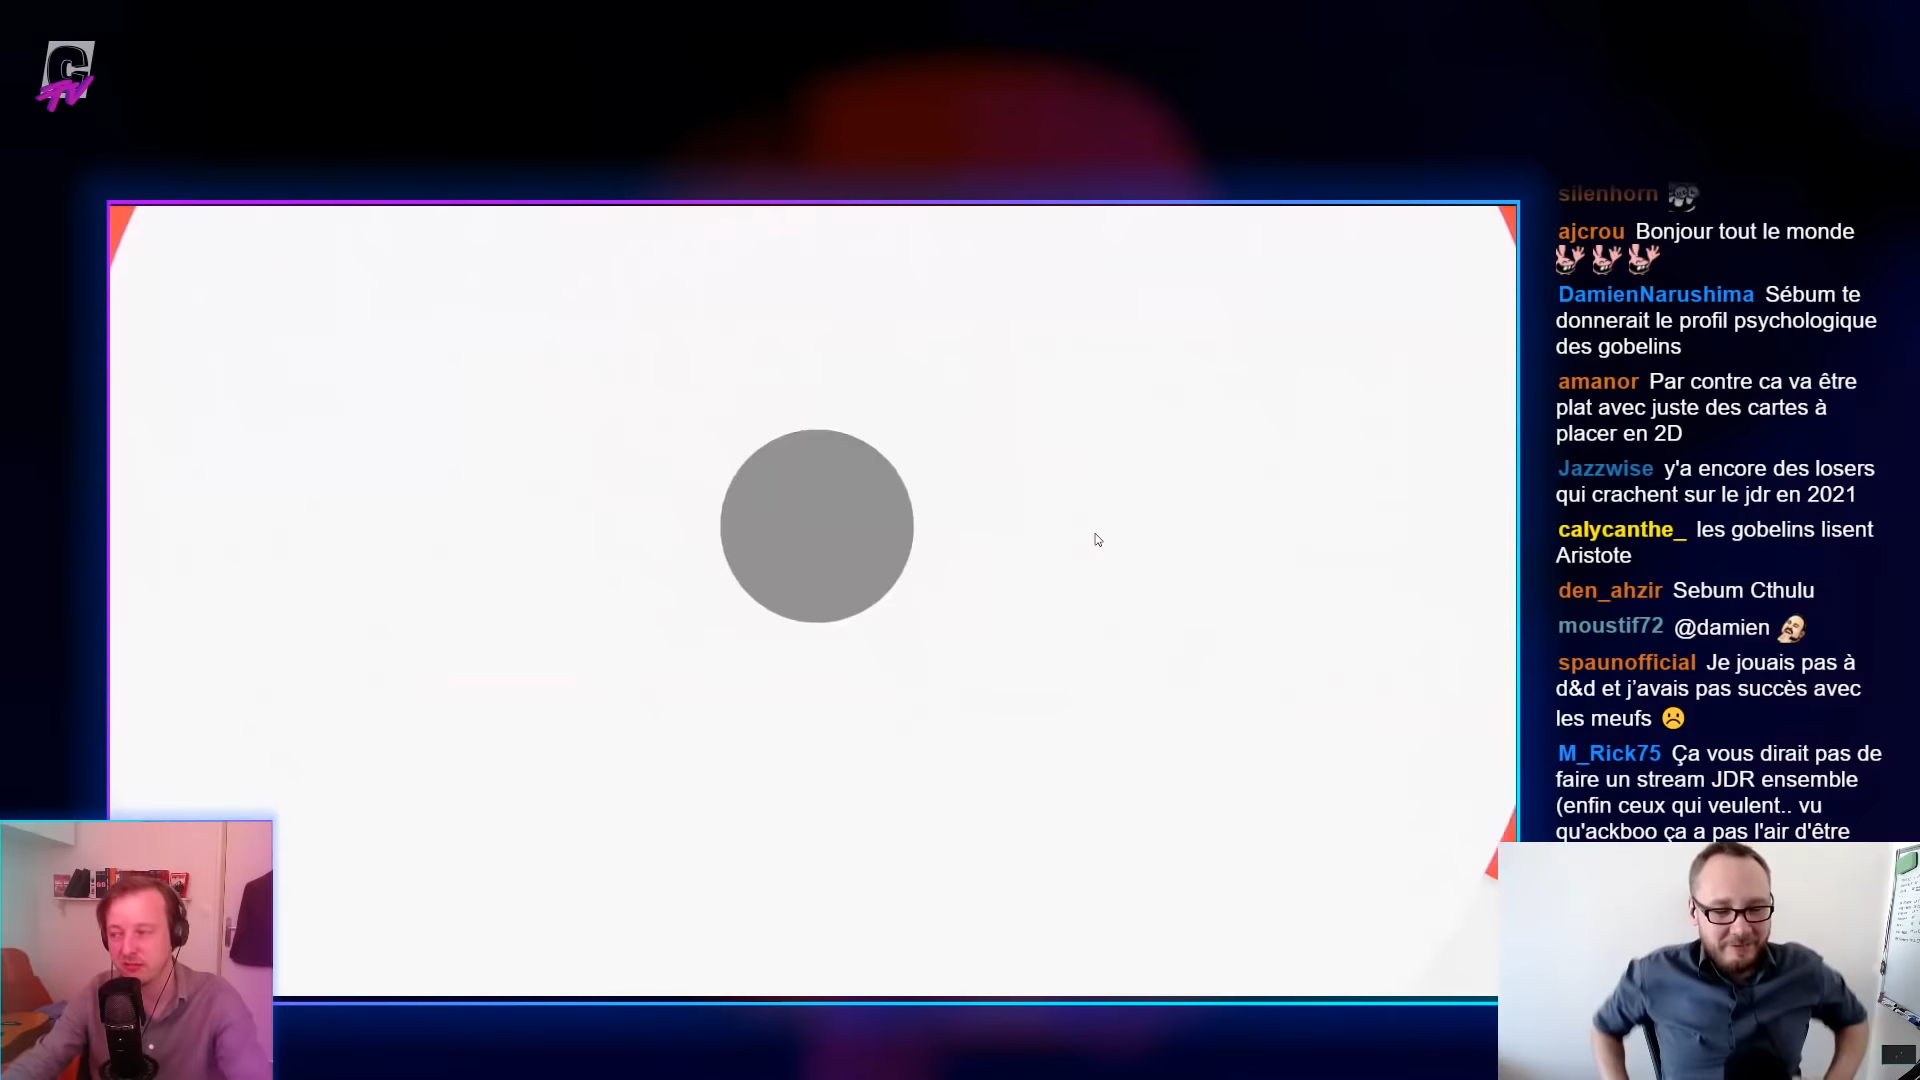 C
TV
silenhorn
ajcrou Bonjour tout le monde
DamienNarushima Sébum te
donnerait le profil psychologique
des gobelins
amanor Par contre ca va être
plat avec juste des cartes à
placer en 2D
Jazzwise y'a encore des losers
qui crachent sur le jdr en 2021
calycanthe_ les gobelins lisent
Aristote
den_ahzir Sebum Cthulu
moustif72 @damien
spaunofficial Je jouais pas à
d&d et j’avais pas succès avec
les meufs
M_Rick75 Ça vous dirait pas de
faire un stream JDR ensemble
(enfin ceux qui veulent.. vu
qu'ackboo ça a pas l'air d'être